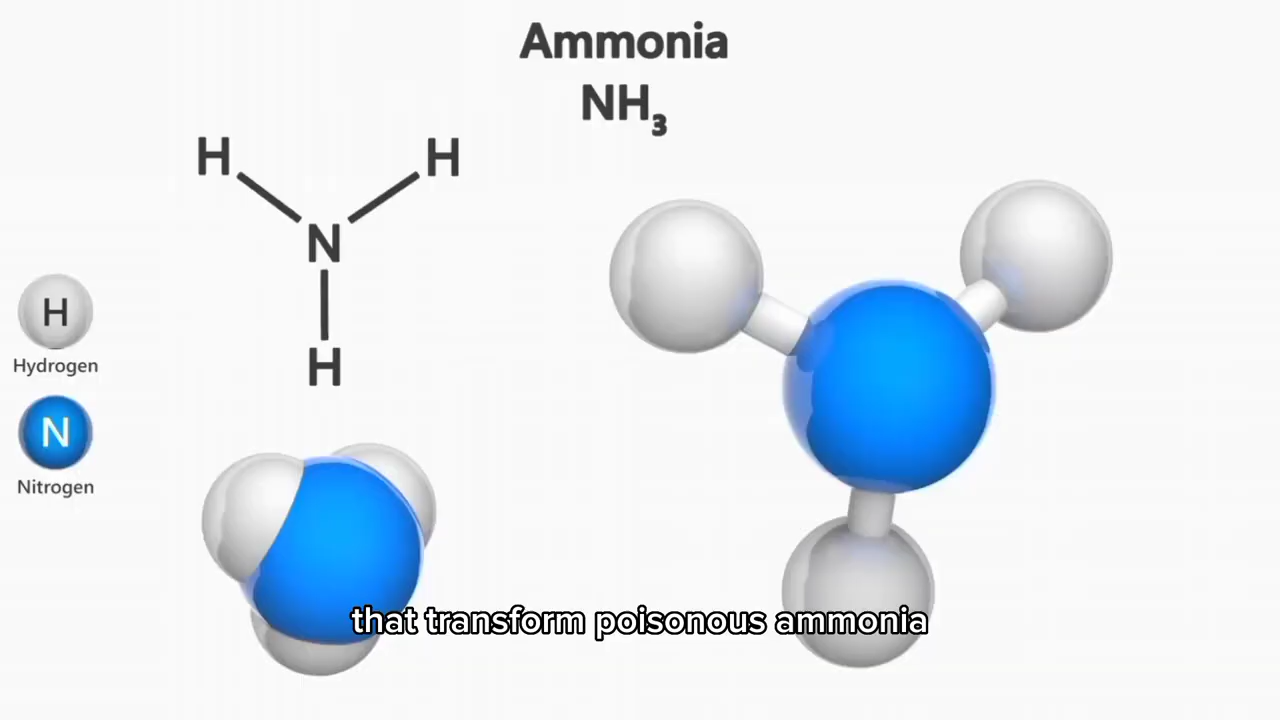 Ammonia
NH₃
H
H
N
H
H
Hydrogen
N
Nitrogen
that transform poisonous ammonia